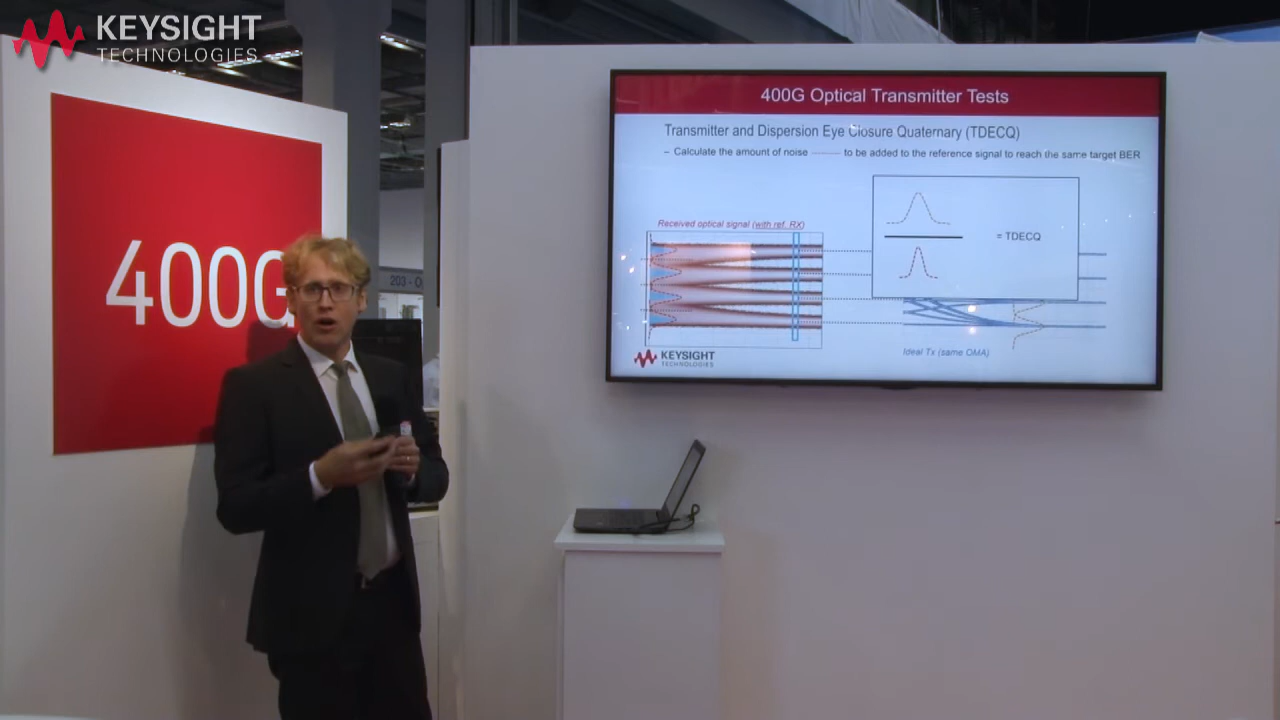 KEYSIGHT
TECHNOLOGIES
400G
400G Optical Transmitter Tests
Transmitter and Dispersion Eye Closure Quaternary (TDECQ)
– Calculate the amount of noise ——— to be added to the reference signal to reach the same target BER
Received optical signal (with ref. RX)
= TDECQ
Ideal Tx (same OMA)
KEYSIGHT
TECHNOLOGIES
203 - O